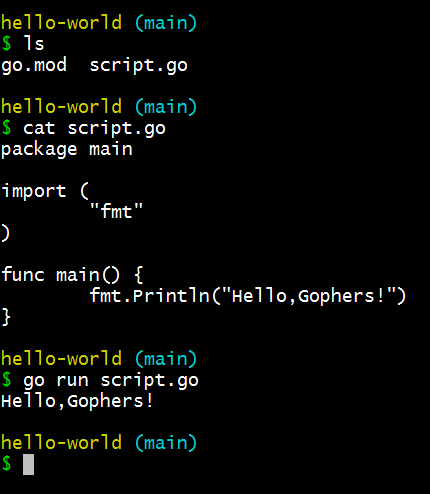 hello-world (main)
$ ls
go.mod  script.go
hello-world (main)
$ cat script.go
package main
import (
        "fmt"
)
func main() {
        fmt.Println("Hello,Gophers!")
}
hello-world (main)
$ go run script.go
Hello,Gophers!
hello-world (main)
$